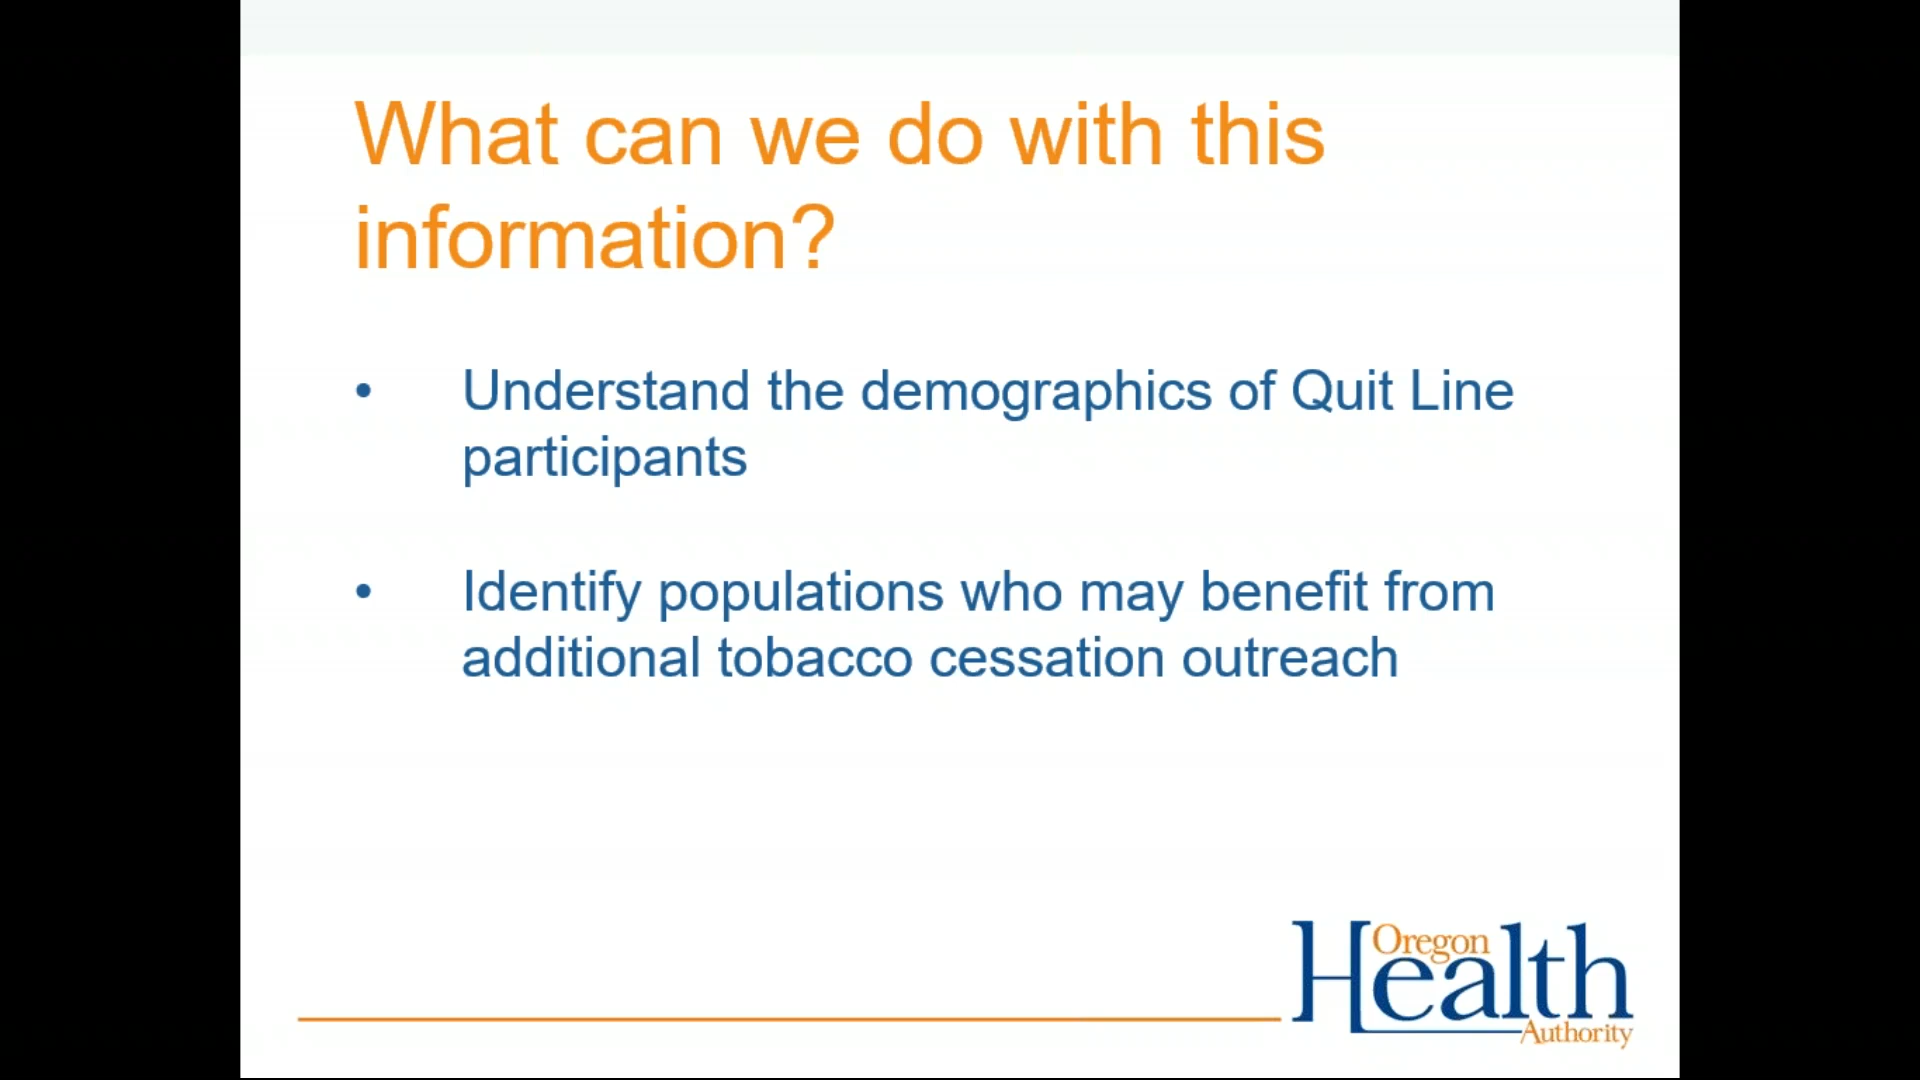 What can we do with this
information?
• Understand the demographics of Quit Line
participants
• Identify populations who may benefit from
additional tobacco cessation outreach
Oregon
Health
Authority